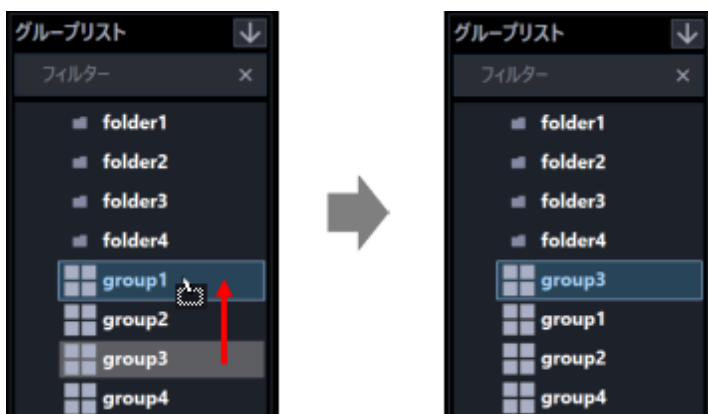 グループリスト
フィルター ×
folder1
folder2
folder3
folder4
group1
group2
group3
group4
グループリスト
フィルター ×
folder1
folder2
folder3
folder4
group3
group1
group2
group4